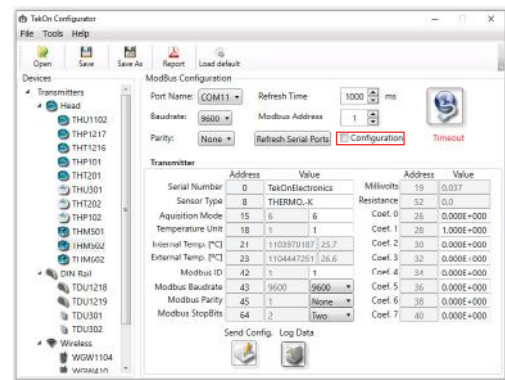 TekOn Configurator
File Tools Help
Open Save Save As Report Load default
Devices
Transmitters
Head
THU1102
THP1217
THT1216
THP101
THT201
THU301
THT202
THP102
THM501
THM502
THM602
DIN Rail
TDU1218
TDU1219
TDU301
TDU302
Wireless
WGW1104
WGW410
ModBus Configuration
Port Name: COM11 Refresh Time 1000 ms
Baudrate: 9600 Modbus Address 1
Parity: None Refresh Serial Ports Configuration Timeout
Transmitter
Address Value Address Value
Serial Number 0 TekOnElectronics Millivolts 19 0.037
Sensor Type 8 THERMO.-K Resistance 52 0.0
Aquisition Mode 15 6 6 Coef. 0 26 0.000E+000
Temperature Unit 18 1 1 Coef. 1 28 1.000E+000
Internal Temp. [ºC] 21 1103970187 25.7 Coef. 2 30 0.000E+000
External Temp. [ºC] 23 1104447251 26.6 Coef. 3 32 0.000E+000
Modbus ID 42 1 1 Coef. 4 34 0.000E+000
Modbus Baudrate 43 9600 9600 Coef. 5 36 0.000E+000
Modbus Parity 45 1 None Coef. 6 38 0.000E+000
Modbus StopBits 64 2 Two Coef. 7 40 0.000E+000
Send Config. Log Data